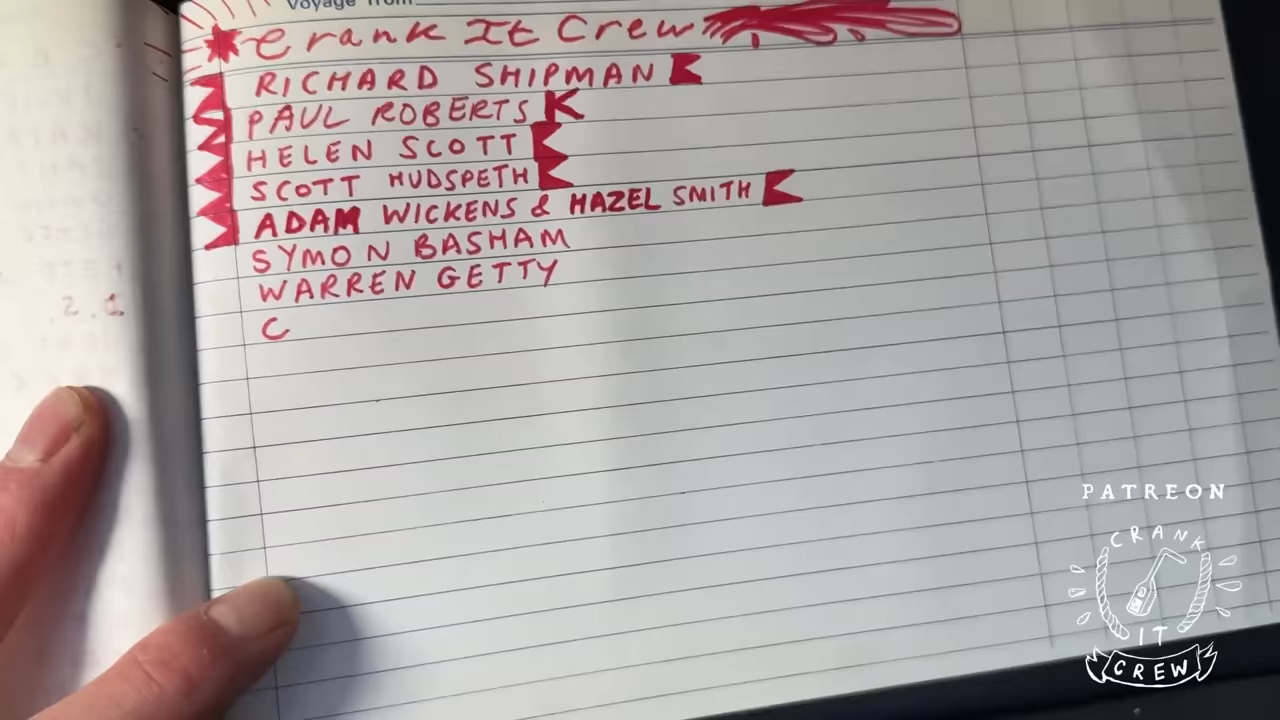 Voyage from
Crank It Crew
RICHARD SHIPMAN
PAUL ROBERTS
HELEN SCOTT
SCOTT HUDSPETH
ADAM WICKENS & HAZEL SMITH
SYMON BASHAM
WARREN GETTY
C
PATREON
CRANK
IT
CREW